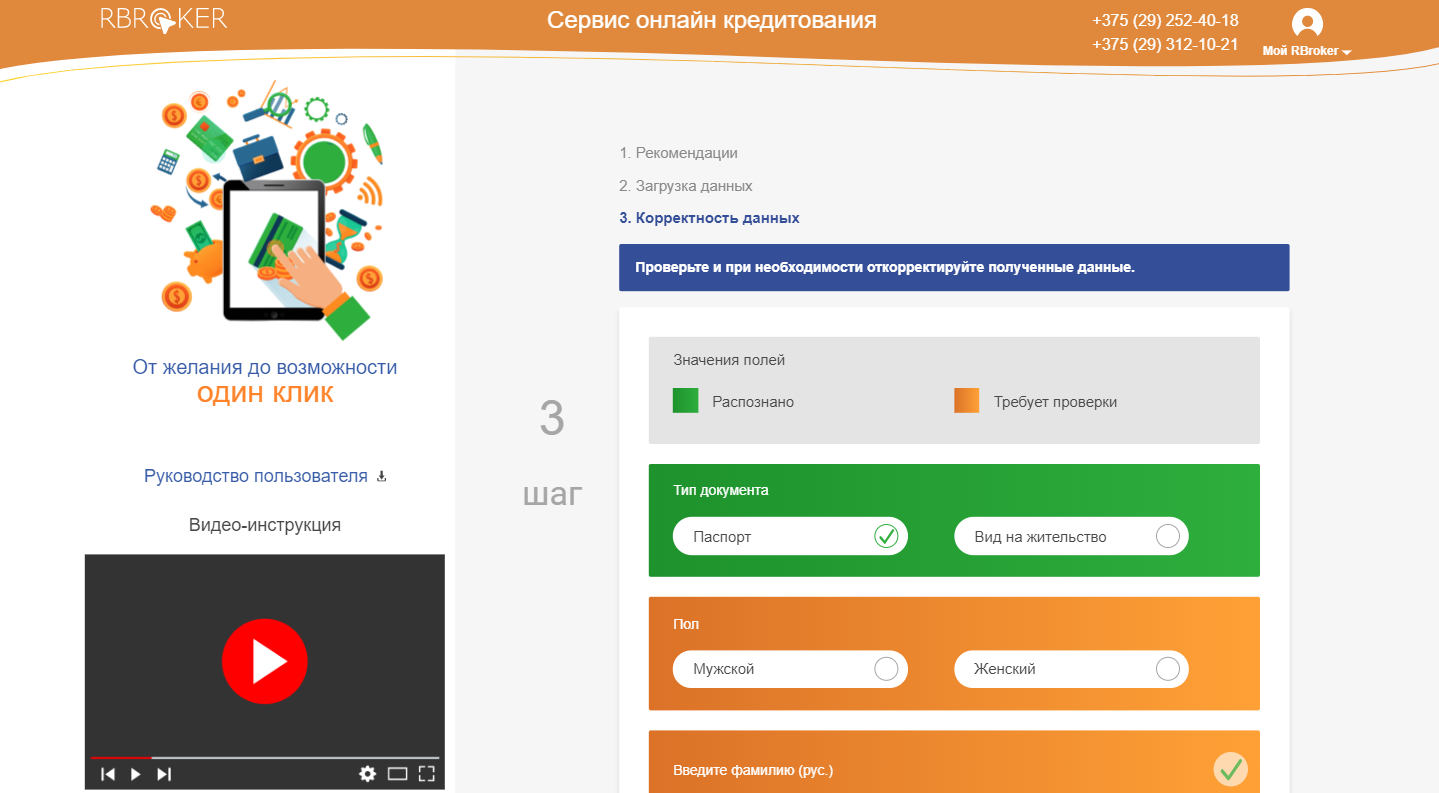 RBROKER
Сервис онлайн кредитования
+375 (29) 252-40-18
+375 (29) 312-10-21
Мой RBroker
От желания до возможности
ОДИН КЛИК
Руководство пользователя
Видео-инструкция
1. Рекомендации
2. Загрузка данных
3. Корректность данных
Проверьте и при необходимости откорректируйте полученные данные.
3
шаг
Значения полей
Распознано
Требует проверки
Тип документа
Паспорт
Вид на жительство
Пол
Мужской
Женский
Введите фамилию (рус.)